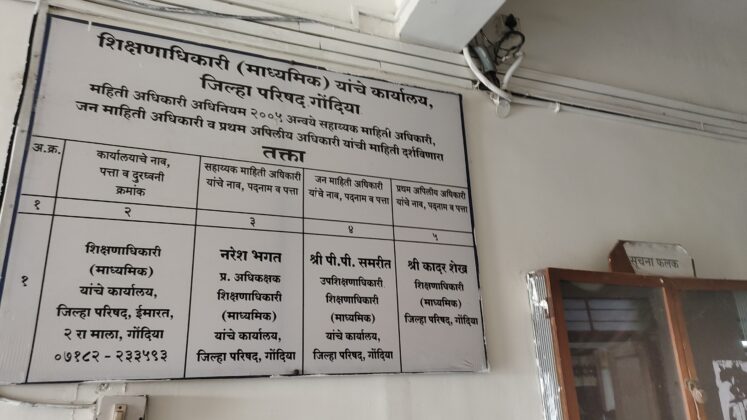 शिक्षणाधिकारी (माध्यमिक) यांचे कार्यालय,
जिल्हा परिषद गोंदिया
महिती अधिकारी अधिनियम २००५ अन्वये सहाय्यक माहिती अधिकारी,
जन माहिती अधिकारी व प्रथम अपिलीय अधिकारी यांची माहिती दर्शविणारा
तक्ता
अ.क्र.
कार्यालयाचे नाव,
पत्ता व दुरध्वनी
क्रमांक
सहाय्यक माहिती अधिकारी
यांचे नाव, पदनाम व पत्ता
जन माहिती अधिकारी
यांचे नाव, पदनाम व पत्ता
प्रथम अपिलीय अधिकारी
यांचे नाव, पदनाम व पत्ता
१ २ ३ ४ ५
१
शिक्षणाधिकारी
(माध्यमिक)
यांचे कार्यालय,
जिल्हा परिषद, ईमारत,
२ रा माळा, गोंदिया
०७१८२ - २३३५९३
नरेश भगत
प्र. अधिक्षक
शिक्षणाधिकारी
(माध्यमिक)
यांचे कार्यालय,
जिल्हा परिषद, गोंदिया
श्री पी.पी. समरीत
उपशिक्षणाधिकारी
शिक्षणाधिकारी
(माध्यमिक)
यांचे कार्यालय,
जिल्हा परिषद, गोंदिया
श्री कादर शेख
शिक्षणाधिकारी
(माध्यमिक)
जिल्हा परिषद, गोंदिया
सूचना फलक